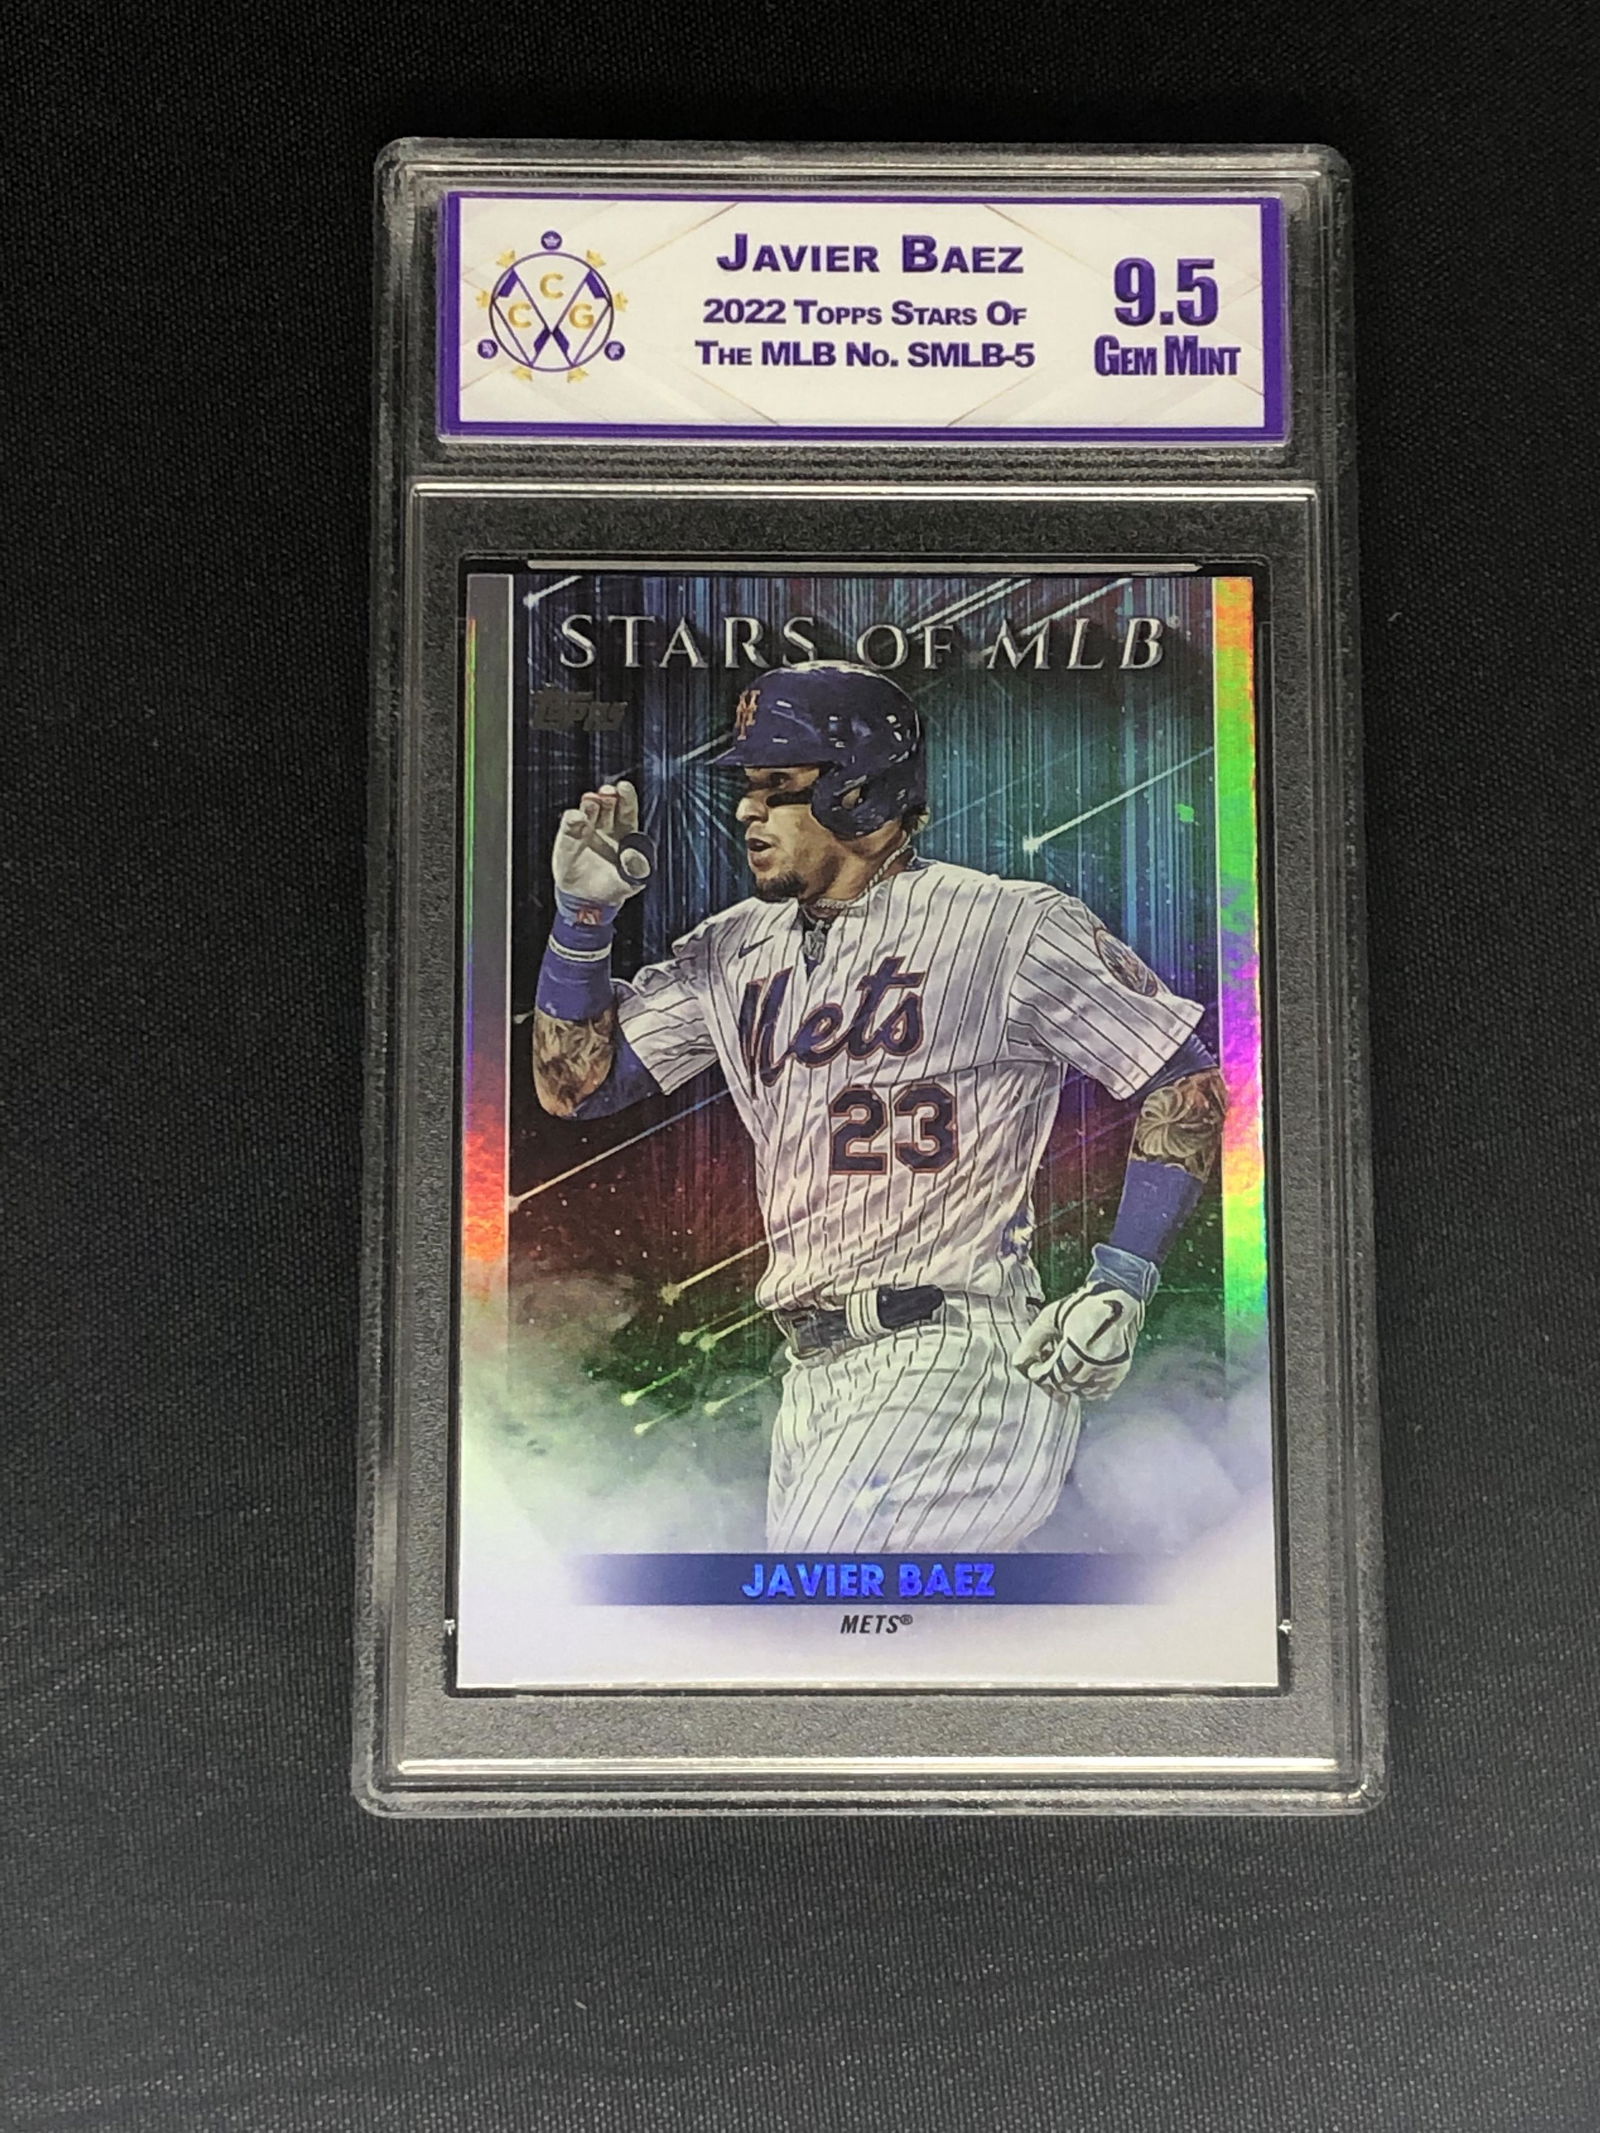 C
C G
JAVIER BAEZ
2022 TOPPS STARS OF
THE MLB NO. SMLB-5
9.5
GEM MINT
STARS OF MLB®
TOPPS
Mets
23
JAVIER BAEZ
METS®